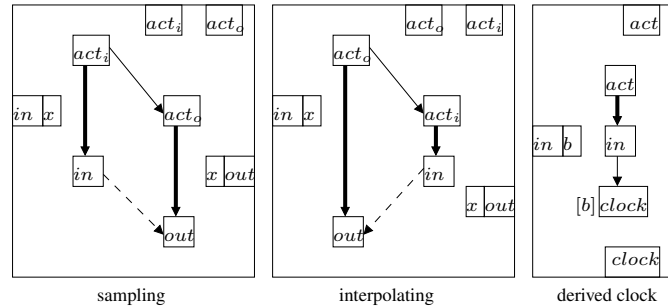 act_i act_o
act_i
act_o
in x
in
x out
out
sampling
act_o act_i
act_o
act_i
in x
in
x out
out
interpolating
act
act
in b
in
[b] clock
clock
derived clock